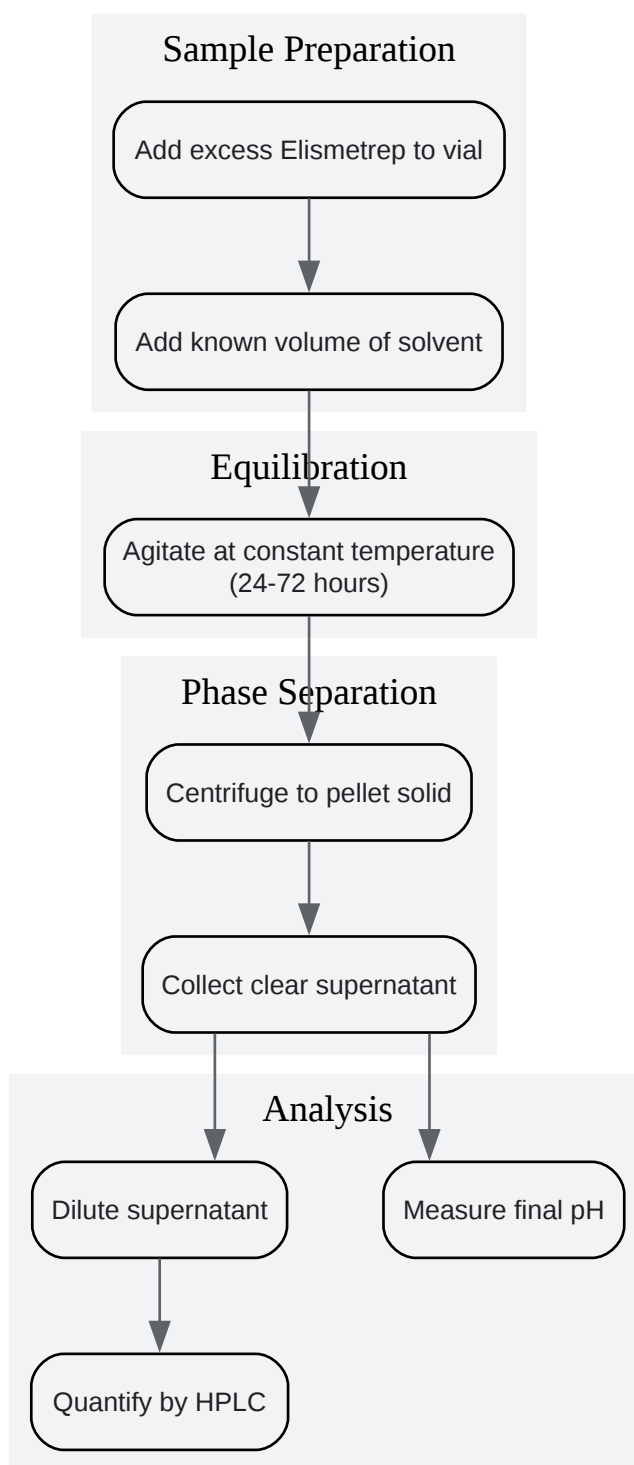 Sample Preparation
Add excess Elismetrep to vial
Add known volume of solvent
Equilibration
Agitate at constant temperature
(24-72 hours)
Phase Separation
Centrifuge to pellet solid
Collect clear supernatant
Analysis
Dilute supernatant
Measure final pH
Quantify by HPLC